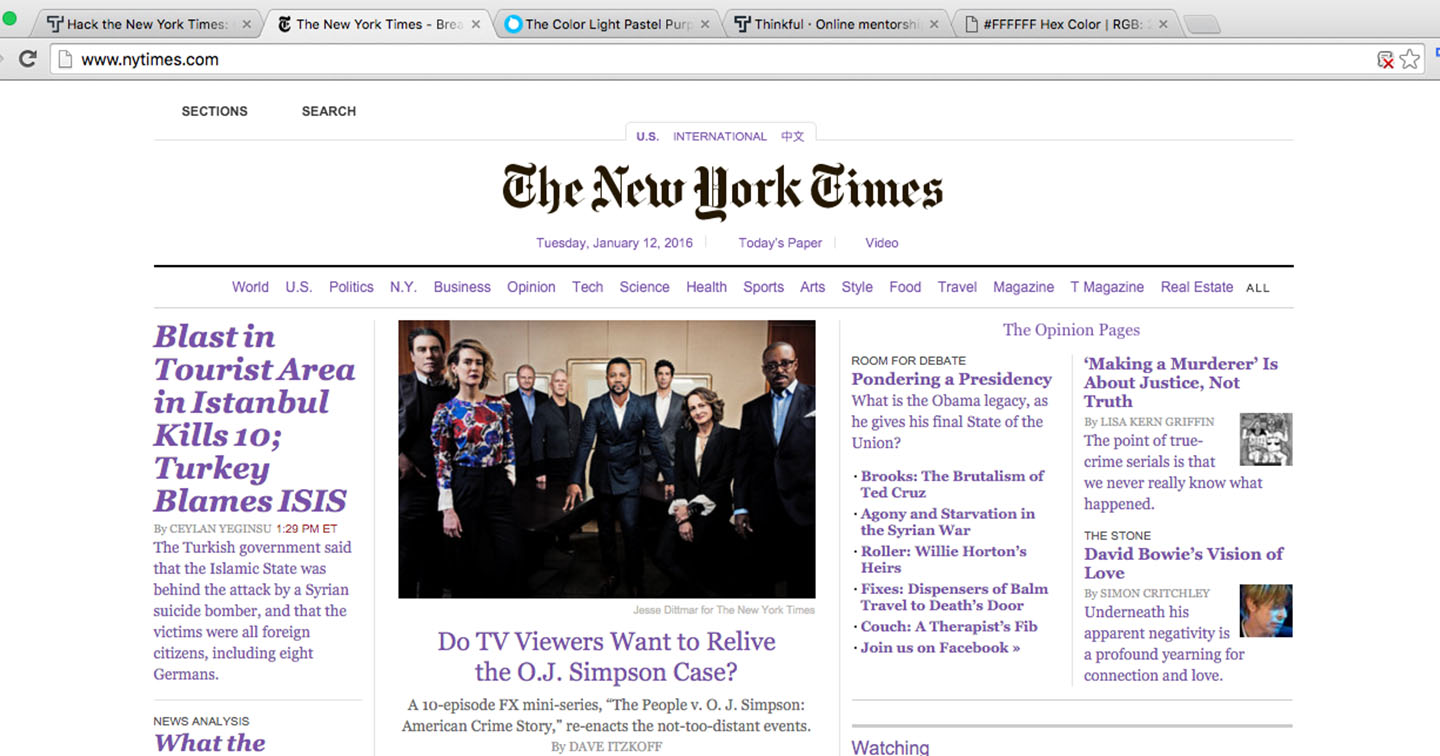 Hack the New York Times:
The New York Times - Brea
The Color Light Pastel Purp
Thinkful · Online mentorshi
#FFFFFF Hex Color | RGB: 2
www.nytimes.com
SECTIONS SEARCH
U.S. INTERNATIONAL 中文
The New York Times
Tuesday, January 12, 2016 Today's Paper Video
World U.S. Politics N.Y. Business Opinion Tech Science Health Sports Arts Style Food Travel Magazine T Magazine Real Estate ALL
Blast in
Tourist Area
in Istanbul
Kills 10;
Turkey
Blames ISIS
By CEYLAN YEGINSU 1:29 PM ET
The Turkish government said
that the Islamic State was
behind the attack by a Syrian
suicide bomber, and that the
victims were all foreign
citizens, including eight
Germans.
NEWS ANALYSIS
What the
Jesse Dittmar for The New York Times
Do TV Viewers Want to Relive
the O.J. Simpson Case?
A 10-episode FX mini-series, “The People v. O. J. Simpson:
American Crime Story,” re-enacts the not-too-distant events.
By DAVE ITZKOFF
The Opinion Pages
ROOM FOR DEBATE
Pondering a Presidency
What is the Obama legacy, as
he gives his final State of the
Union?
· Brooks: The Brutalism of
Ted Cruz
· Agony and Starvation in
the Syrian War
· Roller: Willie Horton’s
Heirs
· Fixes: Dispensers of Balm
Travel to Death’s Door
· Couch: A Therapist’s Fib
· Join us on Facebook »
‘Making a Murderer’ Is
About Justice, Not
Truth
By LISA KERN GRIFFIN
The point of true-
crime serials is that
we never really know what
happened.
THE STONE
David Bowie’s Vision of
Love
By SIMON CRITCHLEY
Underneath his
apparent negativity is
a profound yearning for
connection and love.
Watching